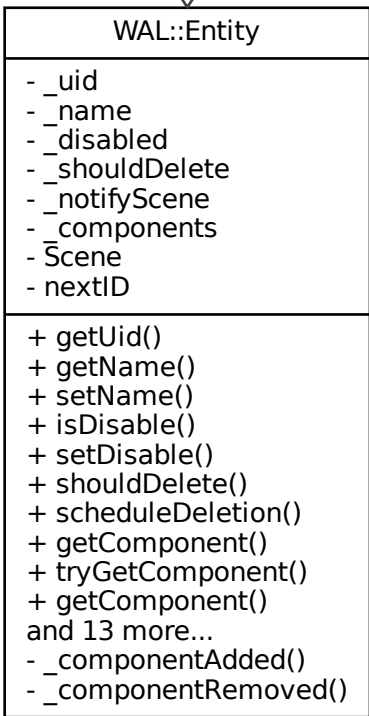 WAL::Entity
- _uid
- _name
- _disabled
- _shouldDelete
- _notifyScene
- _components
- Scene
- nextID
+ getUid()
+ getName()
+ setName()
+ isDisable()
+ setDisable()
+ shouldDelete()
+ scheduleDeletion()
+ getComponent()
+ tryGetComponent()
+ getComponent()
and 13 more...
- _componentAdded()
- _componentRemoved()